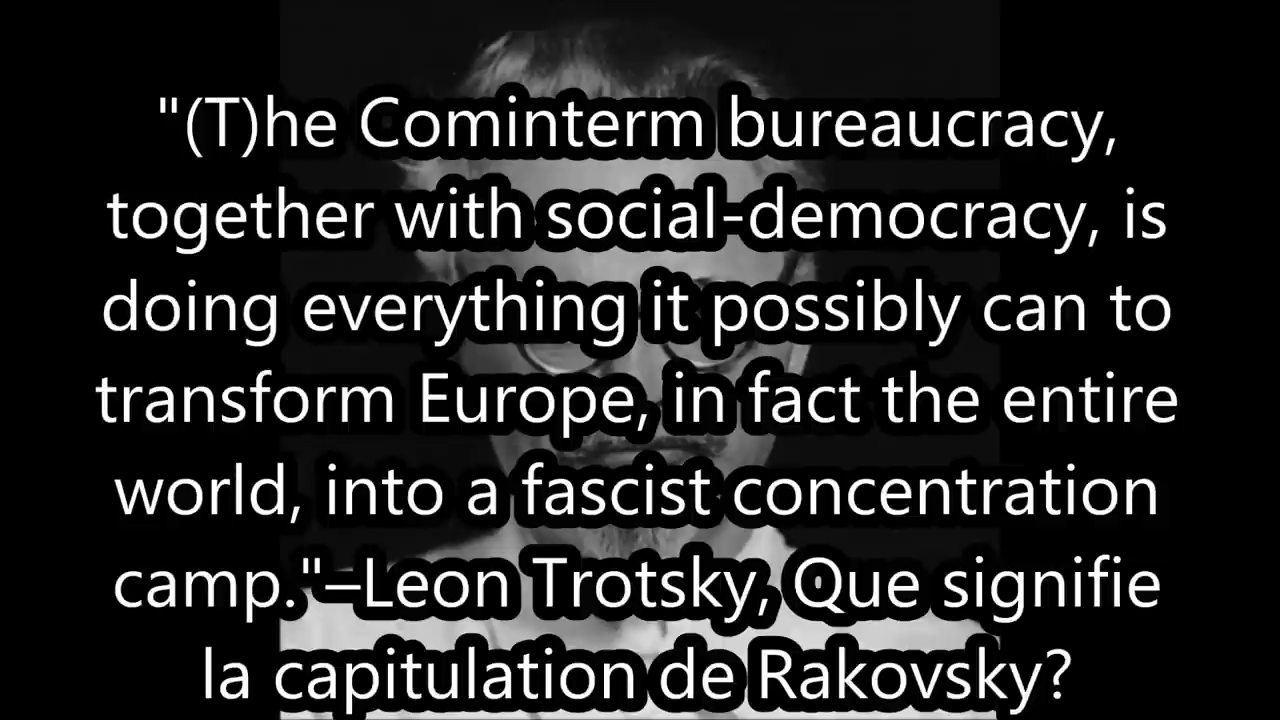 "(T)he Cominterm bureaucracy,
together with social-democracy, is
doing everything it possibly can to
transform Europe, in fact the entire
world, into a fascist concentration
camp."–Leon Trotsky, Que signifie
la capitulation de Rakovsky?